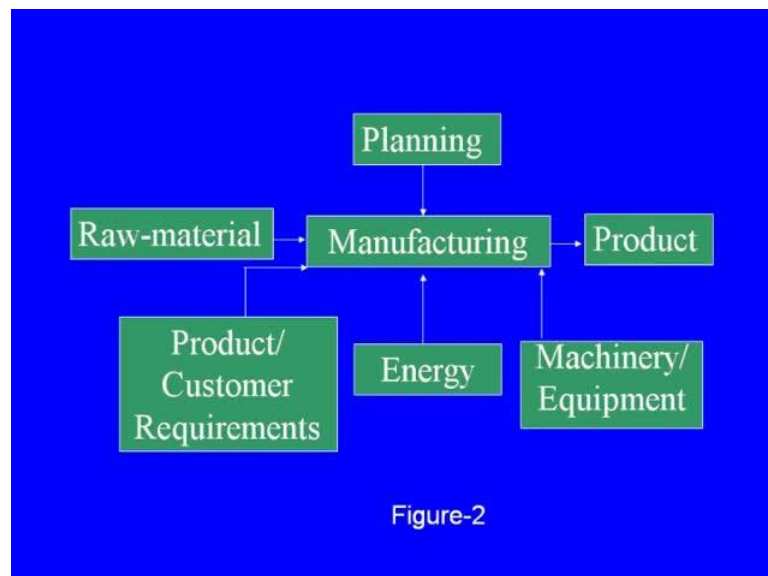 Planning
Raw-material
Manufacturing
Product
Product/
Customer
Requirements
Energy
Machinery/
Equipment
Figure-2